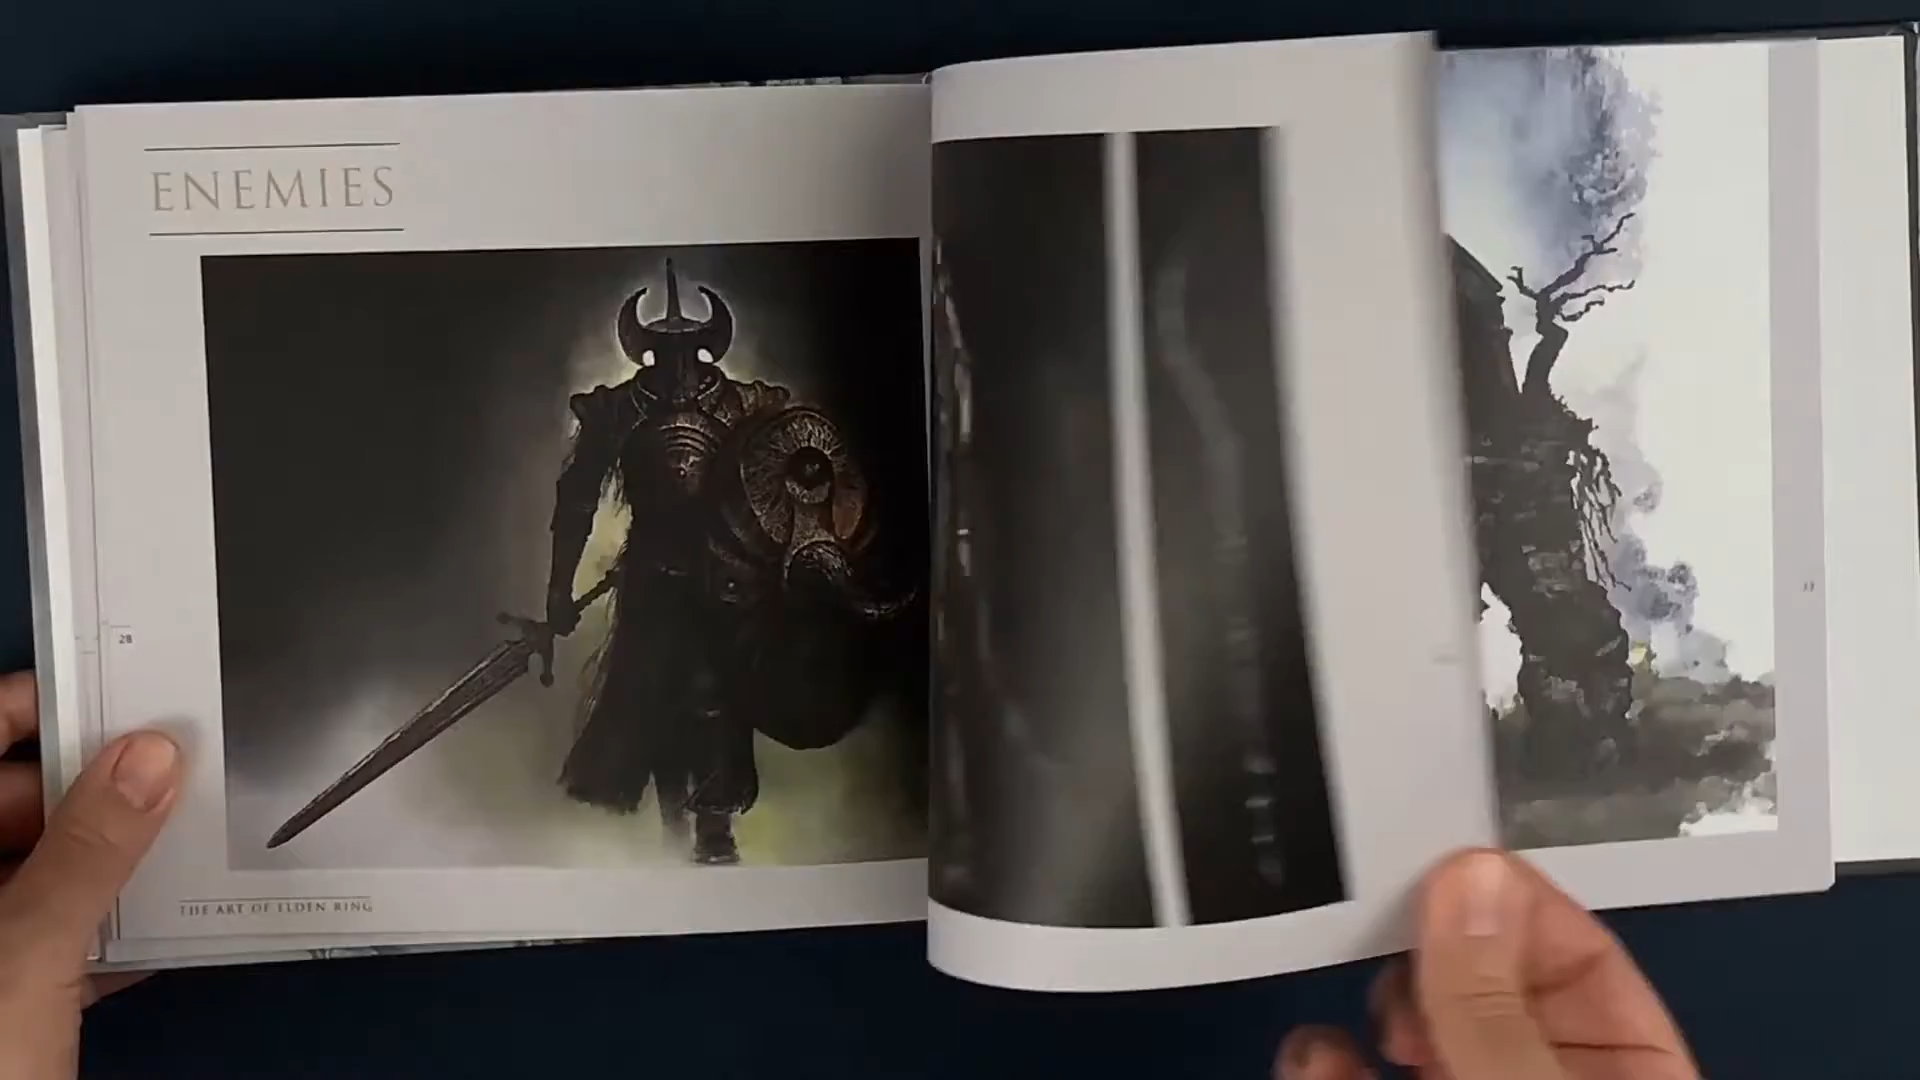 ENEMIES
28
THE ART OF ELDEN RING